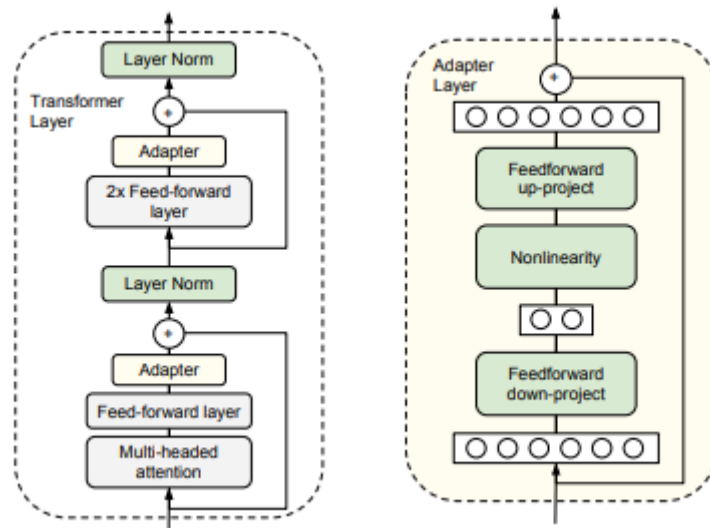 Layer Norm
Transformer
Layer
+
Adapter
2x Feed-forward
layer
Layer Norm
+
Adapter
Feed-forward layer
Multi-headed
attention
Adapter
Layer
+
Feedforward
up-project
Nonlinearity
Feedforward
down-project